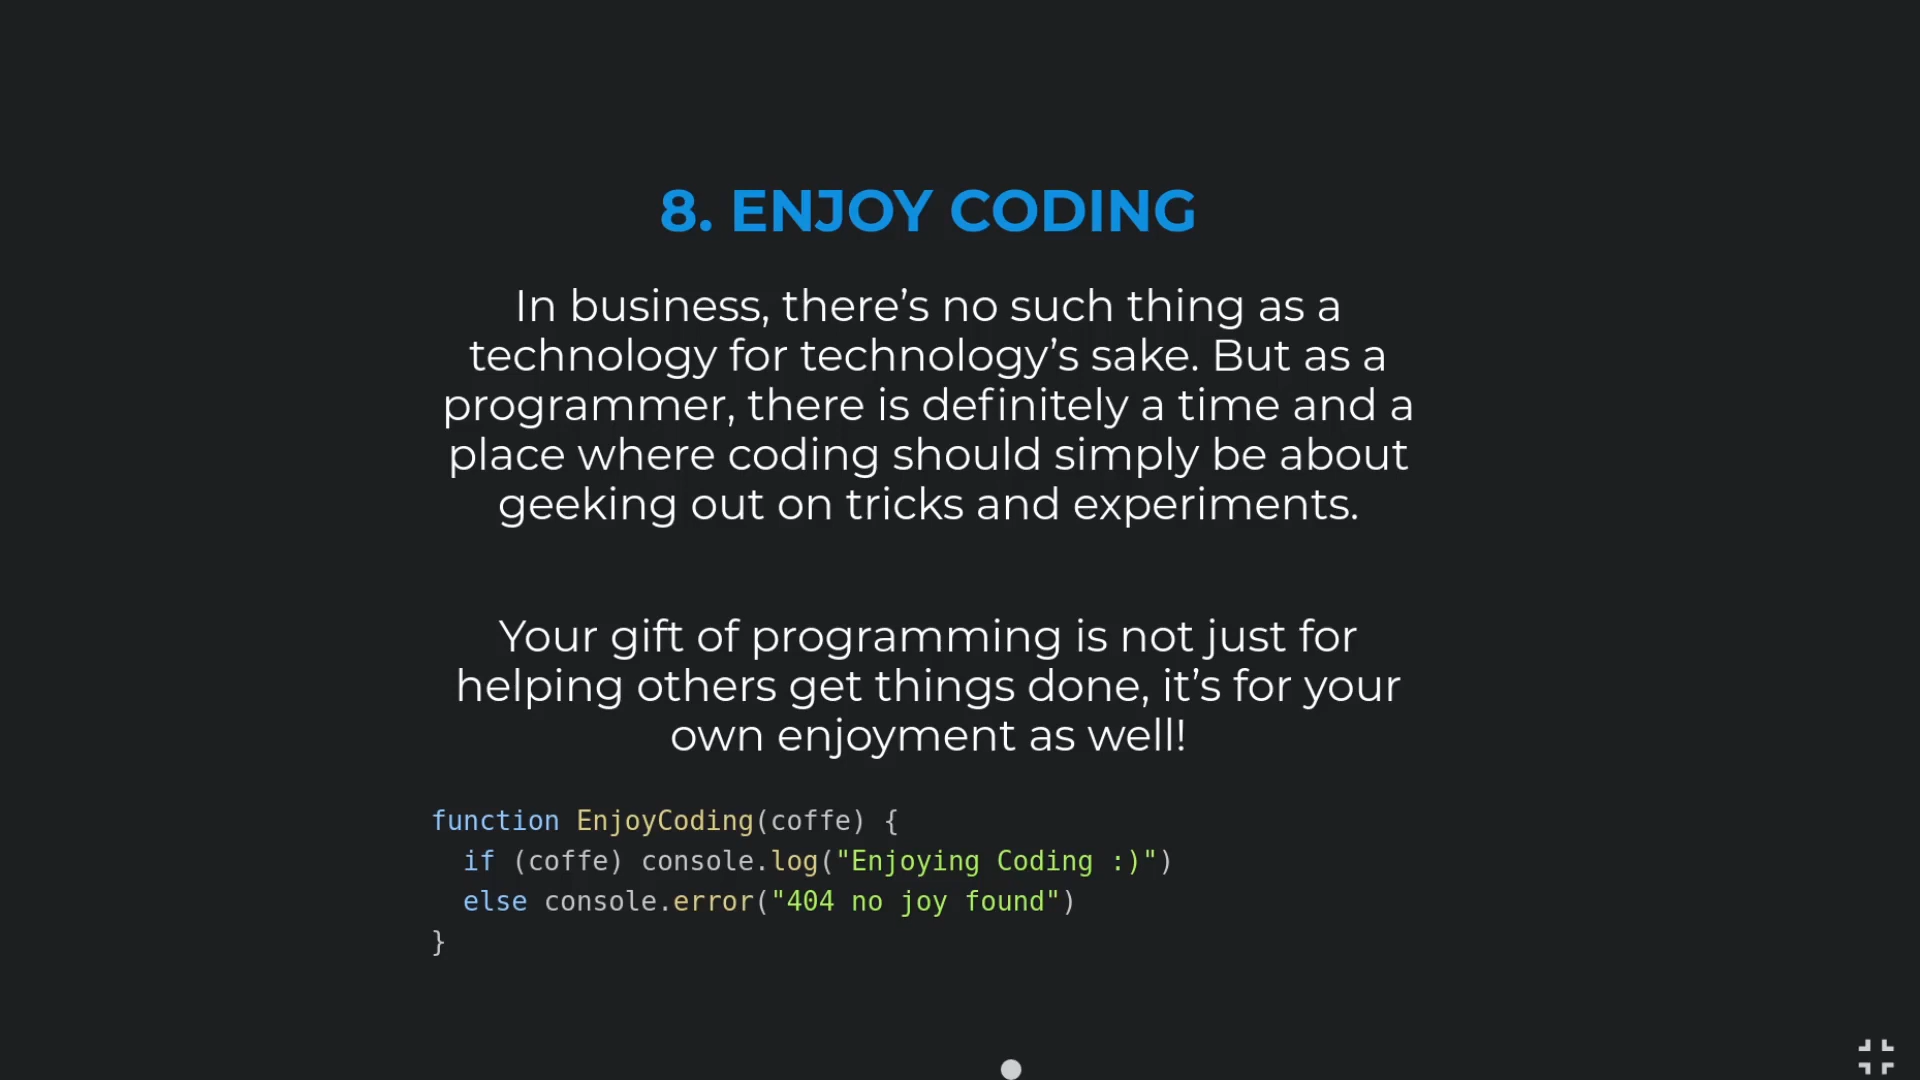 8. ENJOY CODING
In business, there’s no such thing as a
technology for technology’s sake. But as a
programmer, there is definitely a time and a
place where coding should simply be about
geeking out on tricks and experiments.
Your gift of programming is not just for
helping others get things done, it’s for your
own enjoyment as well!
function EnjoyCoding(coffe) {
  if (coffe) console.log("Enjoying Coding :)")
  else console.error("404 no joy found")
}